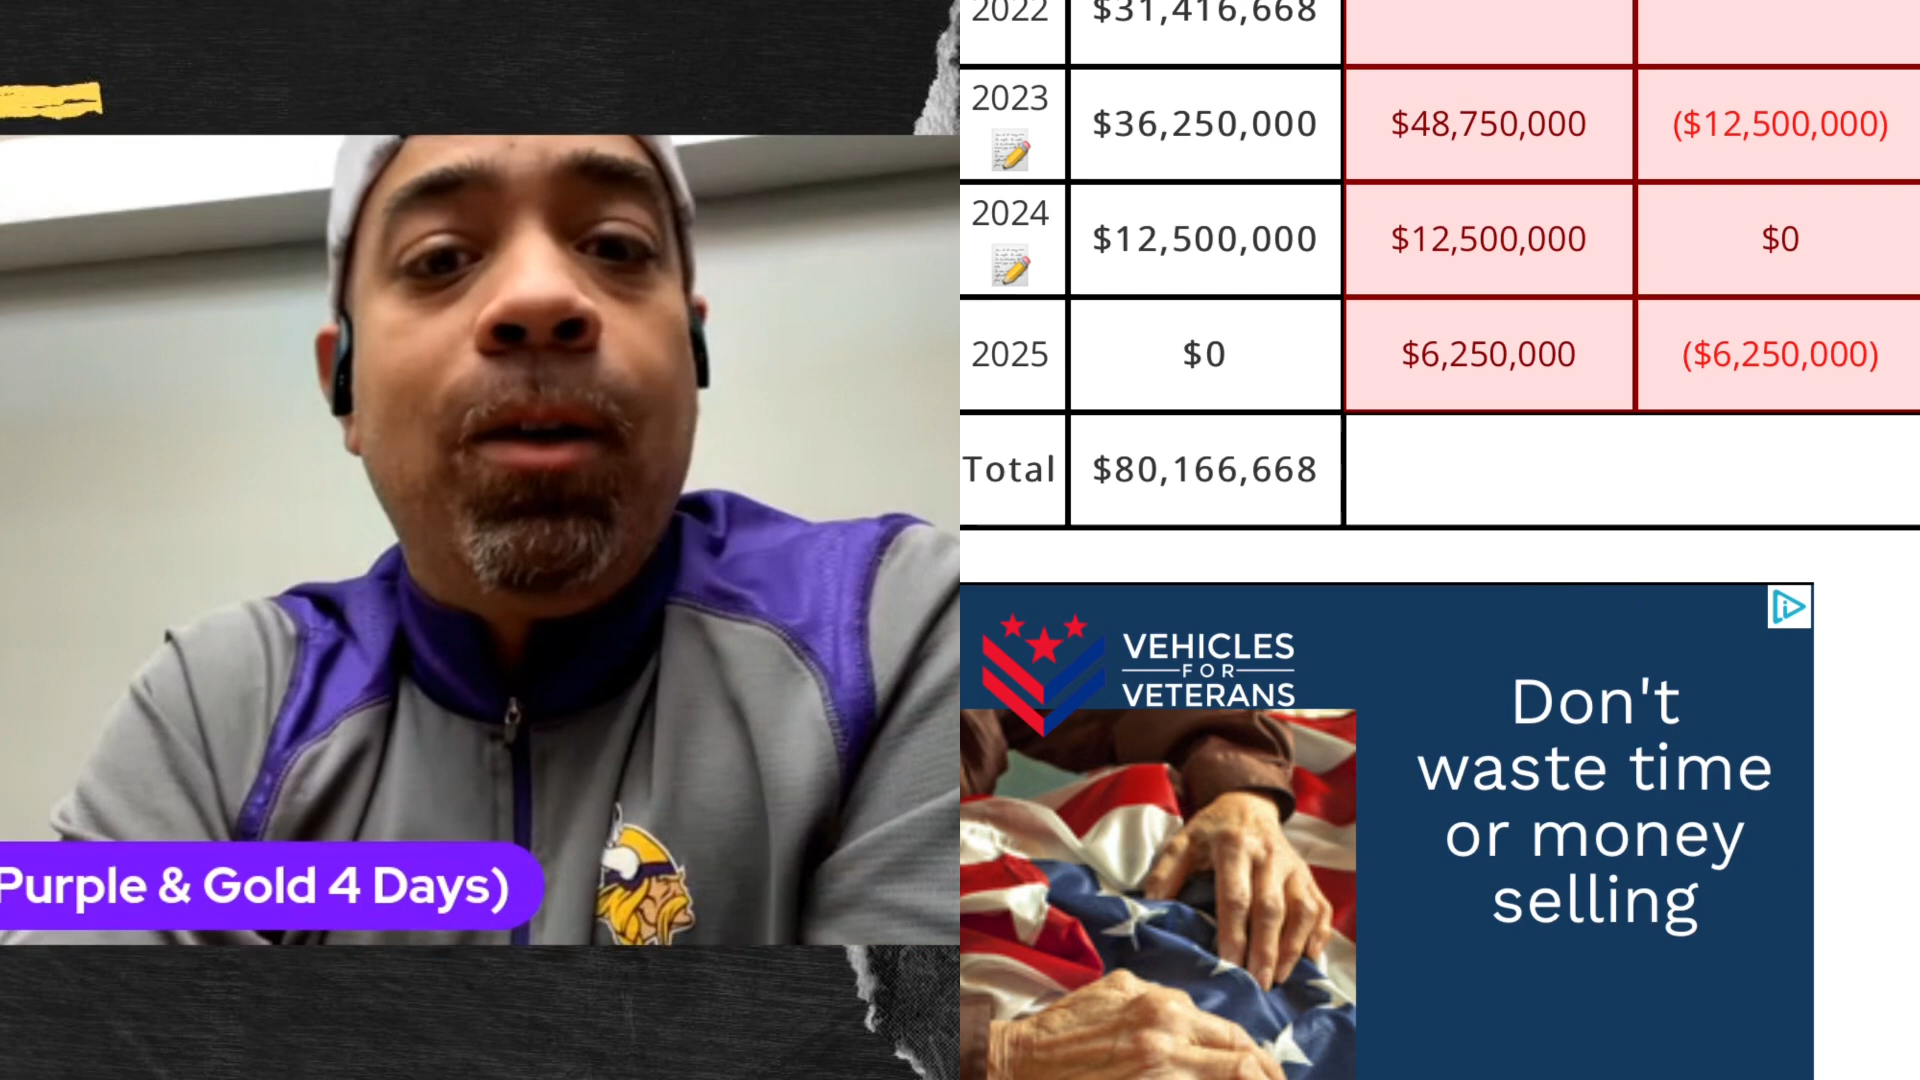 Purple & Gold 4 Days)
2022 $31,416,668
2023 $36,250,000 $48,750,000 ($12,500,000)
2024 $12,500,000 $12,500,000 $0
2025 $0 $6,250,000 ($6,250,000)
Total $80,166,668
VEHICLES
FOR
VETERANS
Don't
waste time
or money
selling